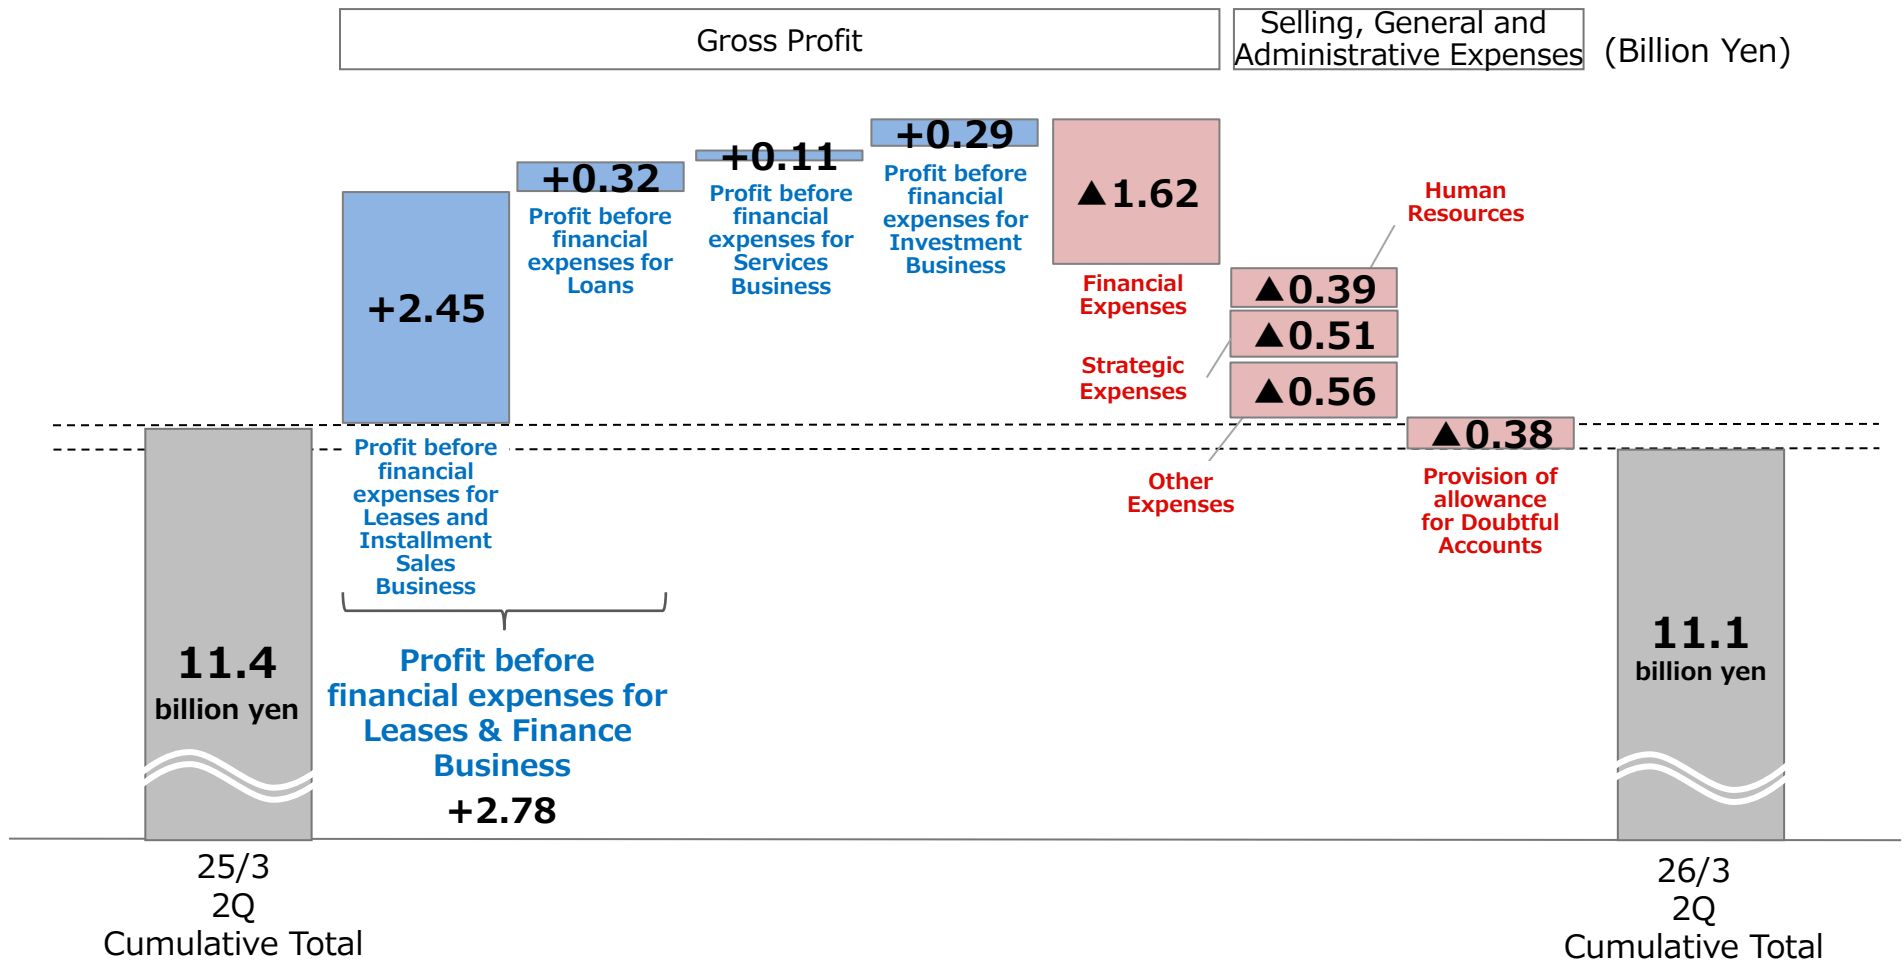 Gross Profit
Selling, General and
Administrative Expenses
(Billion Yen)
+2.45
Profit before
financial
expenses for
Leases and
Installment
Sales
Business
+0.32
Profit before
financial
expenses for
Loans
+0.11
Profit before
financial
expenses for
Services
Business
+0.29
Profit before
financial
expenses for
Investment
Business
▲1.62
Financial
Expenses
Human
Resources
▲0.39
▲0.51
Strategic
Expenses
▲0.56
Other
Expenses
▲0.38
Provision of
allowance
for Doubtful
Accounts
Profit before
financial expenses for
Leases & Finance
Business
+2.78
11.4
billion yen
11.1
billion yen
25/3
2Q
Cumulative Total
26/3
2Q
Cumulative Total